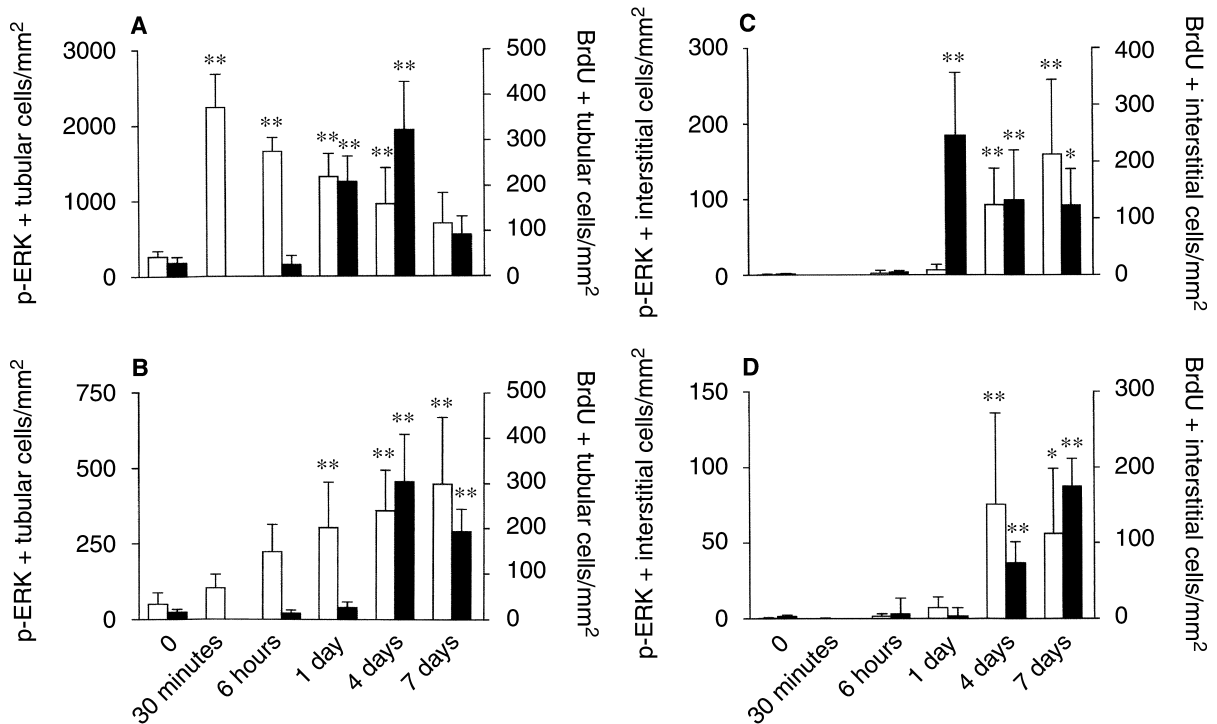 A
p-ERK + tubular cells/mm²
3000
2000
1000
0
** ** ** ** ** **
500
400
300
200
100
0
BrdU + tubular cells/mm²
C
p-ERK + interstitial cells/mm²
300
200
100
0
** ** ** ** *
400
300
200
100
0
BrdU + interstitial cells/mm²
B
p-ERK + tubular cells/mm²
750
500
250
0
** ** ** ** **
500
400
300
200
100
0
BrdU + tubular cells/mm²
0
30 minutes
6 hours
1 day
4 days
7 days
D
p-ERK + interstitial cells/mm²
150
100
50
0
** ** * **
300
200
100
0
BrdU + interstitial cells/mm²
0
30 minutes
6 hours
1 day
4 days
7 days